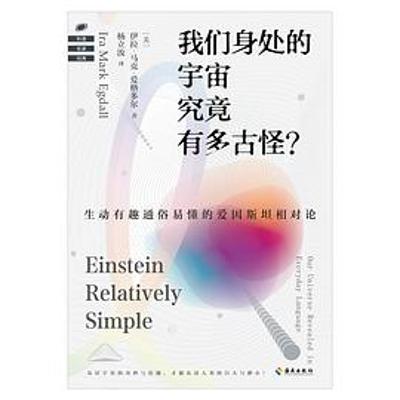 我们身处的
宇宙
究竟
有多古怪?
[美]
伊拉·马克·爱格多尔 著
杨立汝 译
Ira Mark
Egdall
生动有趣通俗易懂的爱因斯坦相对论
Einstein
Relatively
Simple
Our Universe Revealed in
Everyday Language